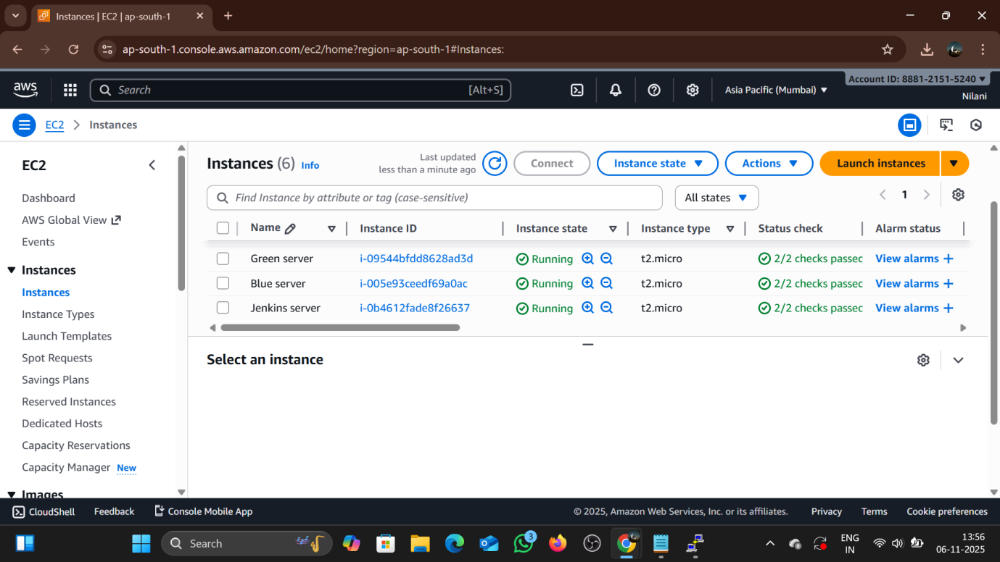 Instances | EC2 | ap-south-1
ap-south-1.console.aws.amazon.com/ec2/home?region=ap-south-1#Instances:
aws
Search
[Alt+S]
Asia Pacific (Mumbai)
Account ID: 8881-2151-5240
Nilani
EC2
Instances
EC2
Dashboard
AWS Global View
Events
Instances
Instances
Instance Types
Launch Templates
Spot Requests
Savings Plans
Reserved Instances
Dedicated Hosts
Capacity Reservations
Capacity Manager New
Images
Instances (6) Info
Last updated
less than a minute ago
Connect
Instance state
Actions
Launch instances
Find Instance by attribute or tag (case-sensitive)
All states
1
Name Instance ID Instance state Instance type Status check Alarm status
Green server i-09544bfdd8628ad3d Running t2.micro 2/2 checks passed View alarms +
Blue server i-005e93ceedf69a0ac Running t2.micro 2/2 checks passed View alarms +
Jenkins server i-0b4612fade8f26637 Running t2.micro 2/2 checks passed View alarms +
Select an instance
CloudShell Feedback Console Mobile App © 2025, Amazon Web Services, Inc. or its affiliates. Privacy Terms Cookie preferences
Search
3
ENG
IN
13:56
06-11-2025